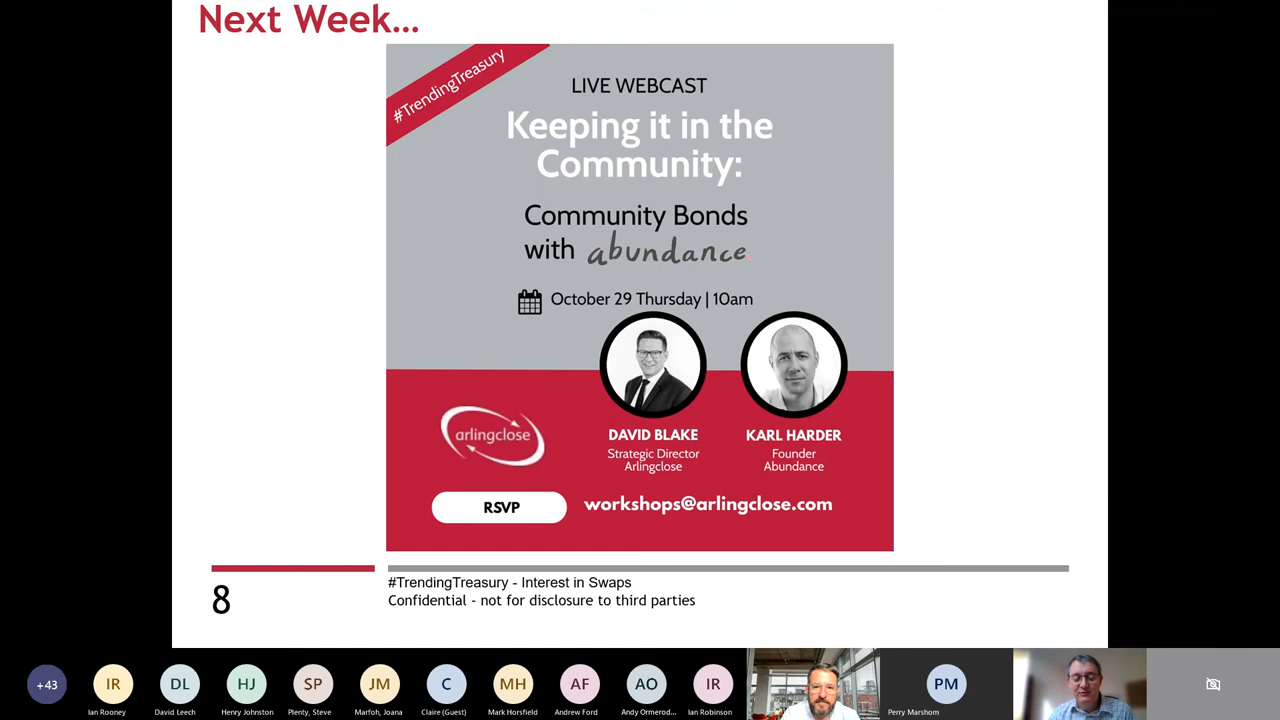 Next Week...
#TrendingTreasury
LIVE WEBCAST
Keeping it in the
Community:
Community Bonds
with abundance.
October 29 Thursday | 10am
DAVID BLAKE
Strategic Director
Arlingclose
KARL HARDER
Founder
Abundance
arlingclose
RSVP
workshops@arlingclose.com
8
#TrendingTreasury - Interest in Swaps
Confidential - not for disclosure to third parties
+43
IR
DL
HJ
SP
JM
C
MH
AF
AO
IR
PM
Ian Rooney
David Leech
Henry Johnston
Plenty, Steve
Marfoh, Joana
Claire (Guest)
Mark Horsfield
Andrew Ford
Andy Ormerod...
Ian Robinson
Perry Marshom